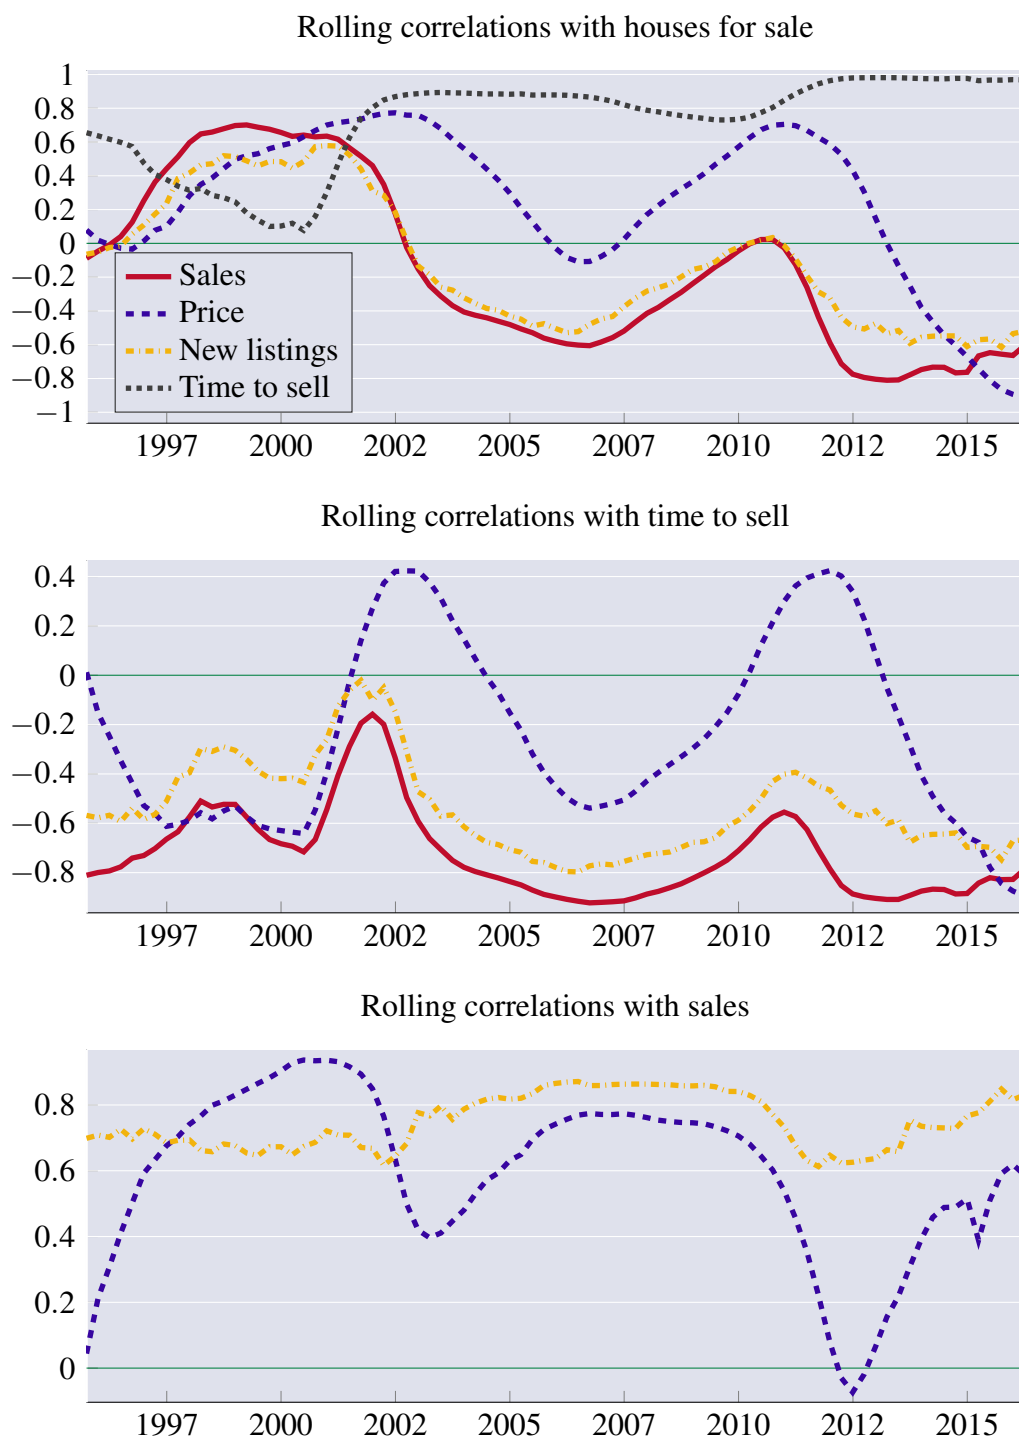 Rolling correlations with houses for sale
1
0.8
0.6
0.4
0.2
0
−0.2
−0.4
−0.6
−0.8
−1
Sales
Price
New listings
Time to sell
1997 2000 2002 2005 2007 2010 2012 2015
Rolling correlations with time to sell
0.4
0.2
0
−0.2
−0.4
−0.6
−0.8
1997 2000 2002 2005 2007 2010 2012 2015
Rolling correlations with sales
0.8
0.6
0.4
0.2
0
1997 2000 2002 2005 2007 2010 2012 2015